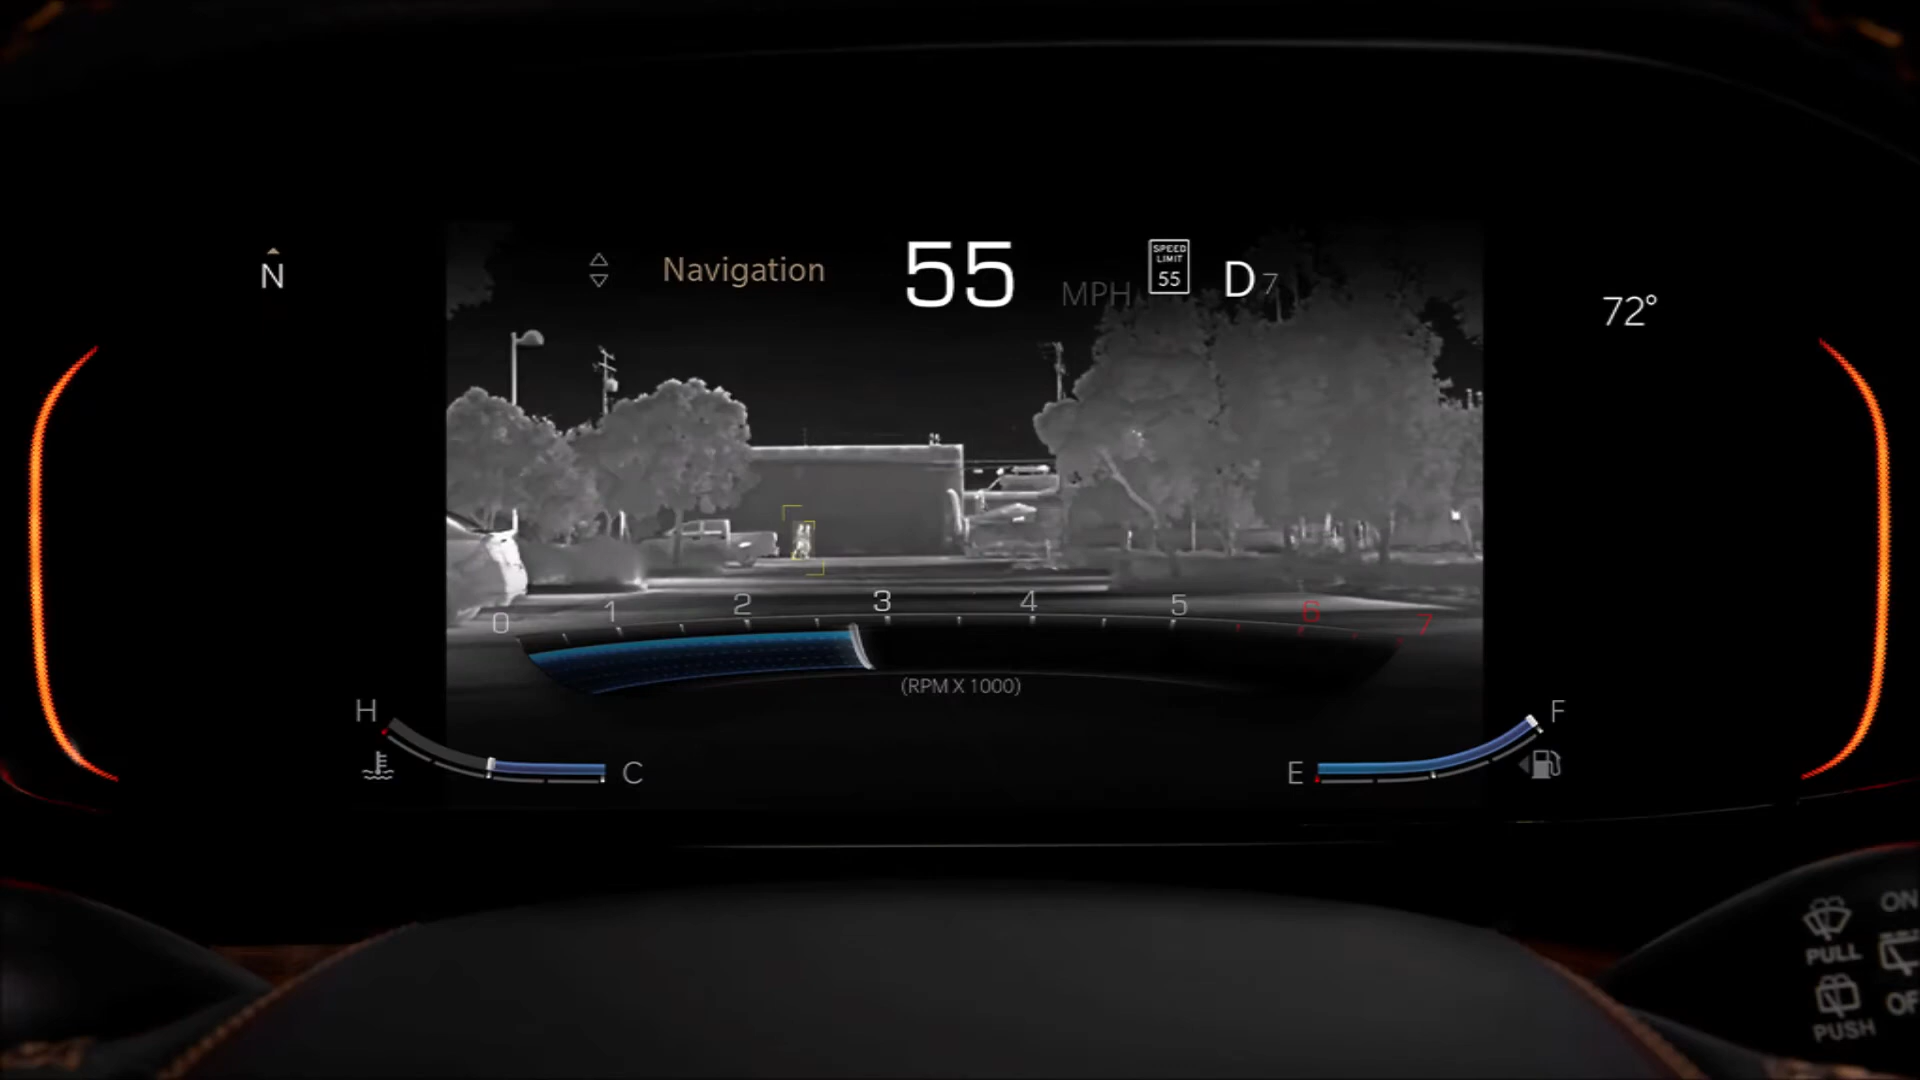 N
Navigation
55
MPH
SPEED
LIMIT
55
D7
72°
0 1 2 3 4 5 6 7
(RPM X 1000)
H
C
E
F
ON
PULL
OF
PUSH